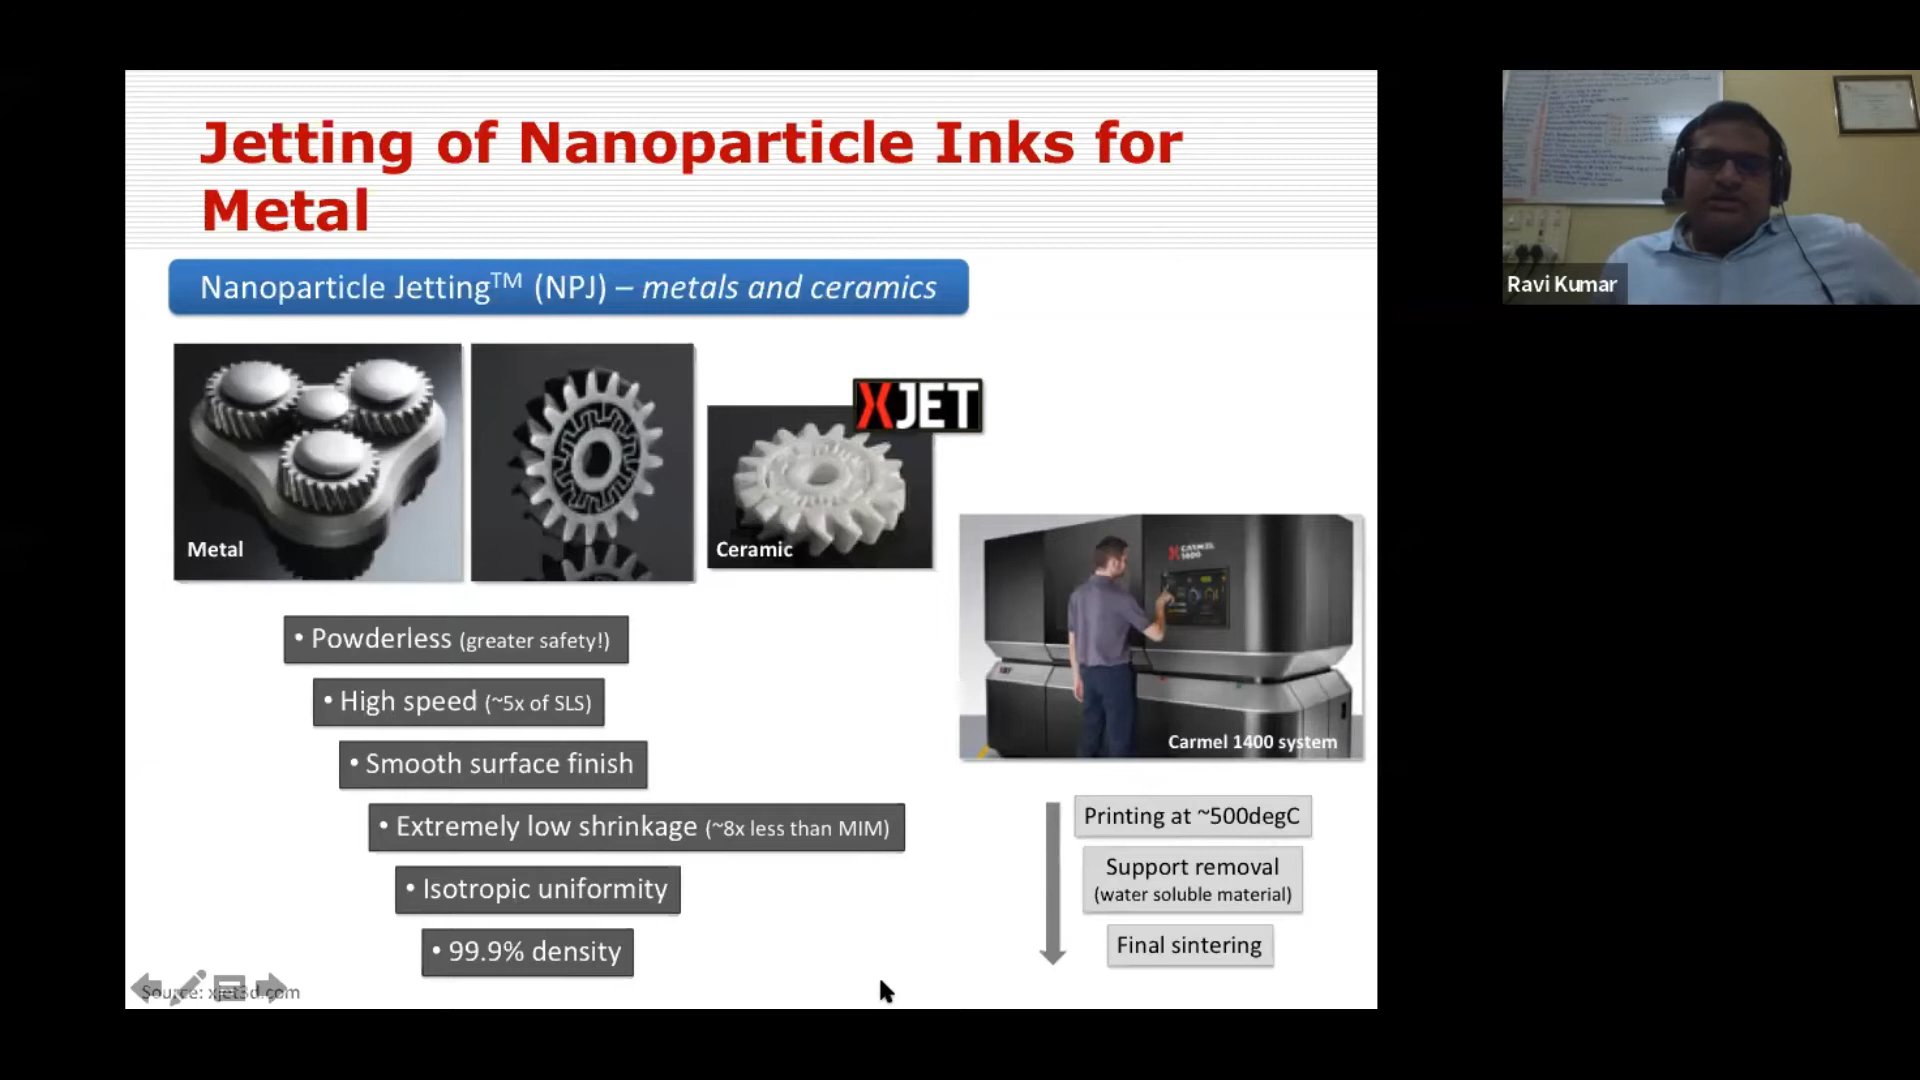 Jetting of Nanoparticle Inks for
Metal
Nanoparticle Jetting™ (NPJ) – metals and ceramics
XJET
Metal
Ceramic
CARMEL
1400
Carmel 1400 system
• Powderless (greater safety!)
• High speed (~5x of SLS)
• Smooth surface finish
• Extremely low shrinkage (~8x less than MIM)
• Isotropic uniformity
• 99.9% density
Printing at ~500degC
Support removal
(water soluble material)
Final sintering
Source: xjet3d.com
Ravi Kumar